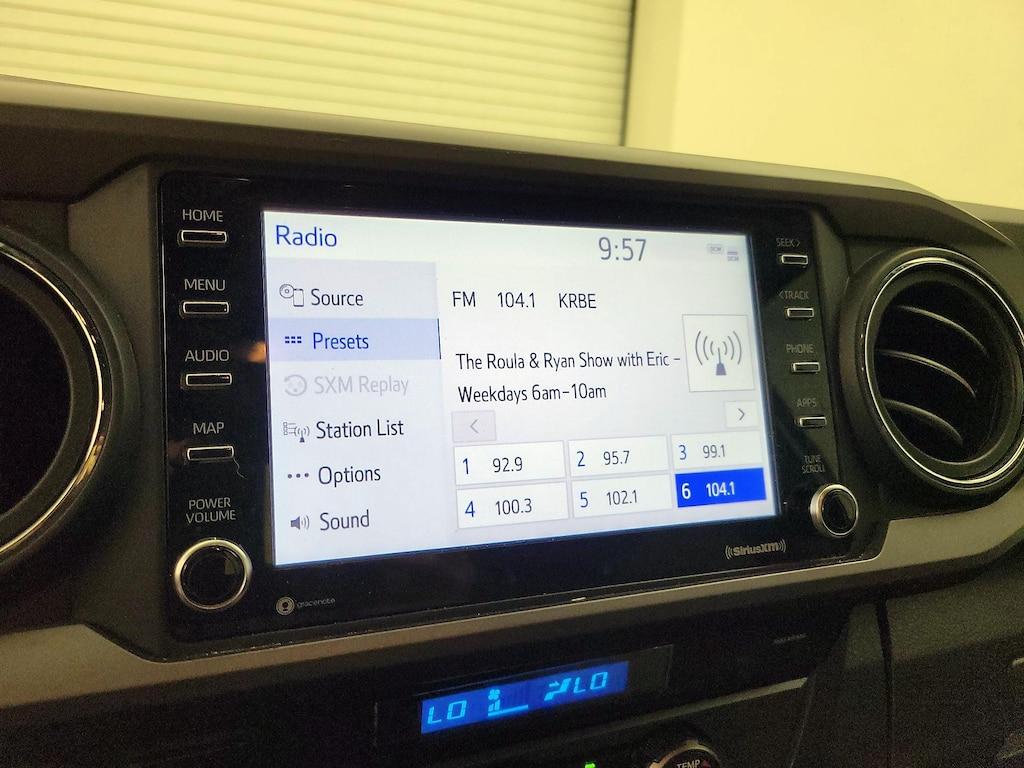 HOME
MENU
AUDIO
MAP
POWER
VOLUME
Radio
9:57
DCM
DCM
Source
Presets
SXM Replay
Station List
Options
Sound
FM 104.1 KRBE
The Roula & Ryan Show with Eric -
Weekdays 6am-10am
<
>
1 92.9
2 95.7
3 99.1
4 100.3
5 102.1
6 104.1
SEEK >
< TRACK
PHONE
APPS
TUNE
SCROLL
gracenote
((SiriusXM))
LO LO
TEMP